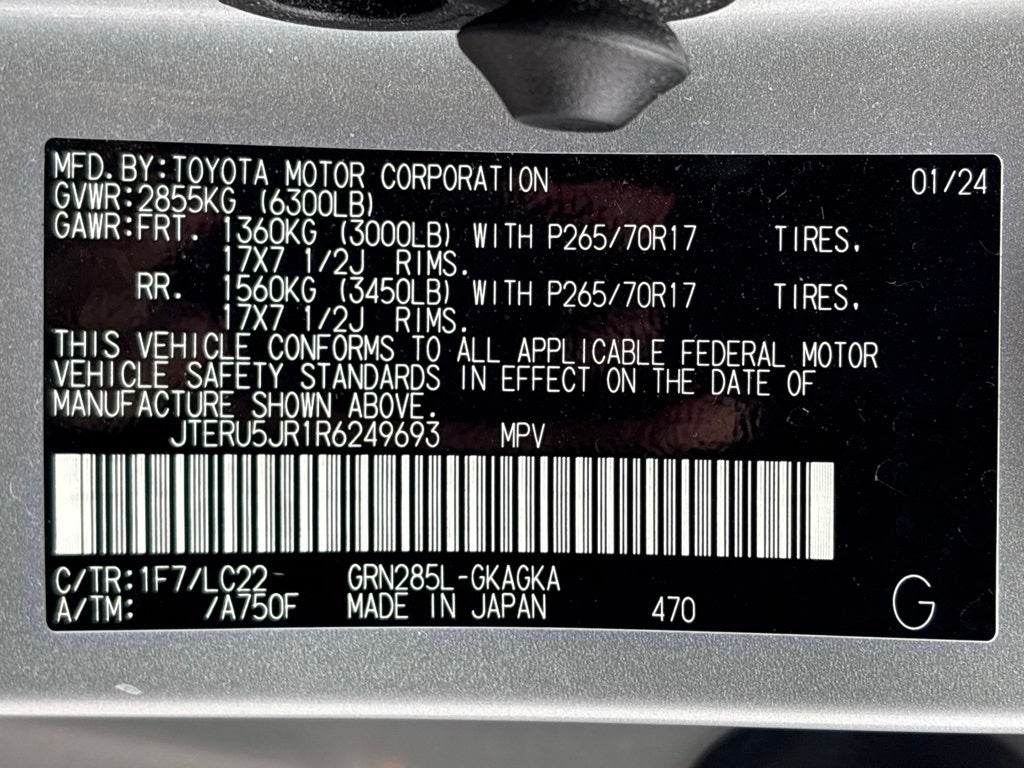 MFD. BY: TOYOTA MOTOR CORPORATION 01/24
GVWR: 2855KG (6300LB)
GAWR: FRT. 1360KG (3000LB) WITH P265/70R17 TIRES,
17X7 1/2J RIMS.
RR. 1560KG (3450LB) WITH P265/70R17 TIRES,
17X7 1/2J RIMS.
THIS VEHICLE CONFORMS TO ALL APPLICABLE FEDERAL MOTOR
VEHICLE SAFETY STANDARDS IN EFFECT ON THE DATE OF
MANUFACTURE SHOWN ABOVE.
JTERU5JR1R6249693 MPV
C/TR: 1F7/LC22 GRN285L-GKAGKA
A/TM: /A750F MADE IN JAPAN 470 G